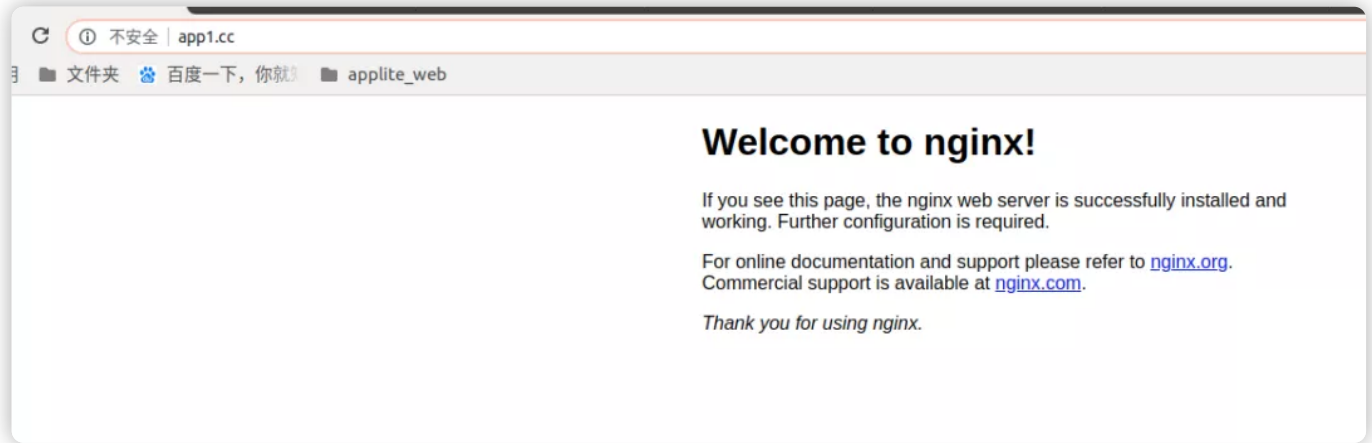 不安全 app1.cc
文件夹 百度一下，你就 applite_web
Welcome to nginx!
If you see this page, the nginx web server is successfully installed and
working. Further configuration is required.
For online documentation and support please refer to nginx.org.
Commercial support is available at nginx.com.
Thank you for using nginx.